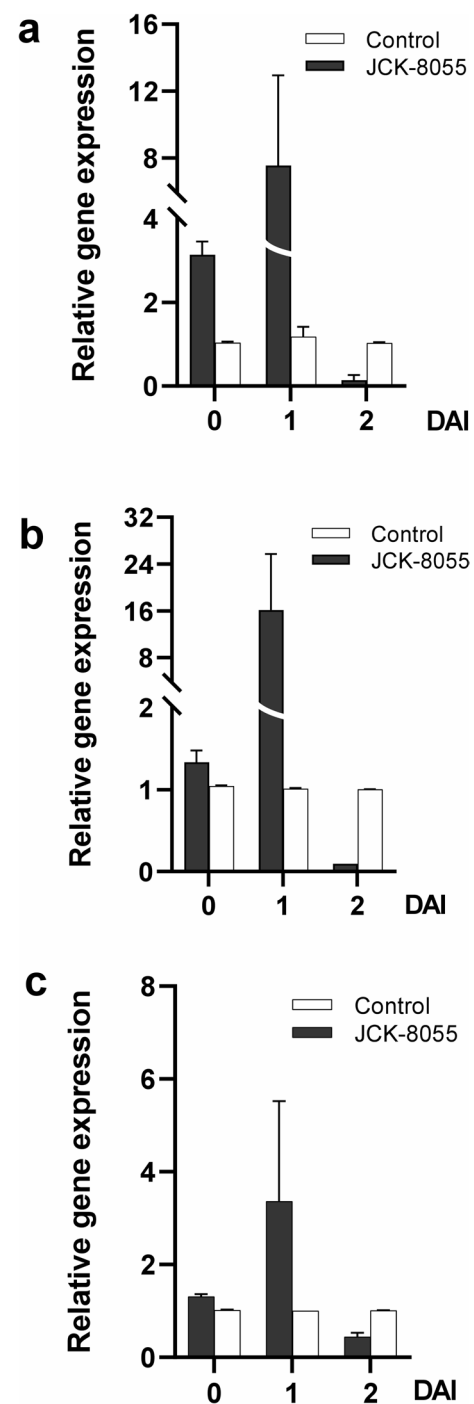 a
Relative gene expression
16
12
8
4
2
0
Control
JCK-8055
0 1 2 DAI
b
Relative gene expression
32
24
16
8
2
1
0
Control
JCK-8055
0 1 2 DAI
c
Relative gene expression
8
6
4
2
0
Control
JCK-8055
0 1 2 DAI